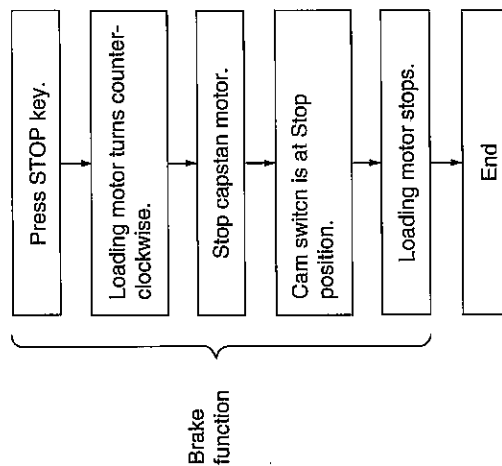 Press STOP key.
Loading motor turns counter-
clockwise.
Stop capstan motor.
Cam switcn is at Stop
position.
Loading motor stops.
End
Brake
function